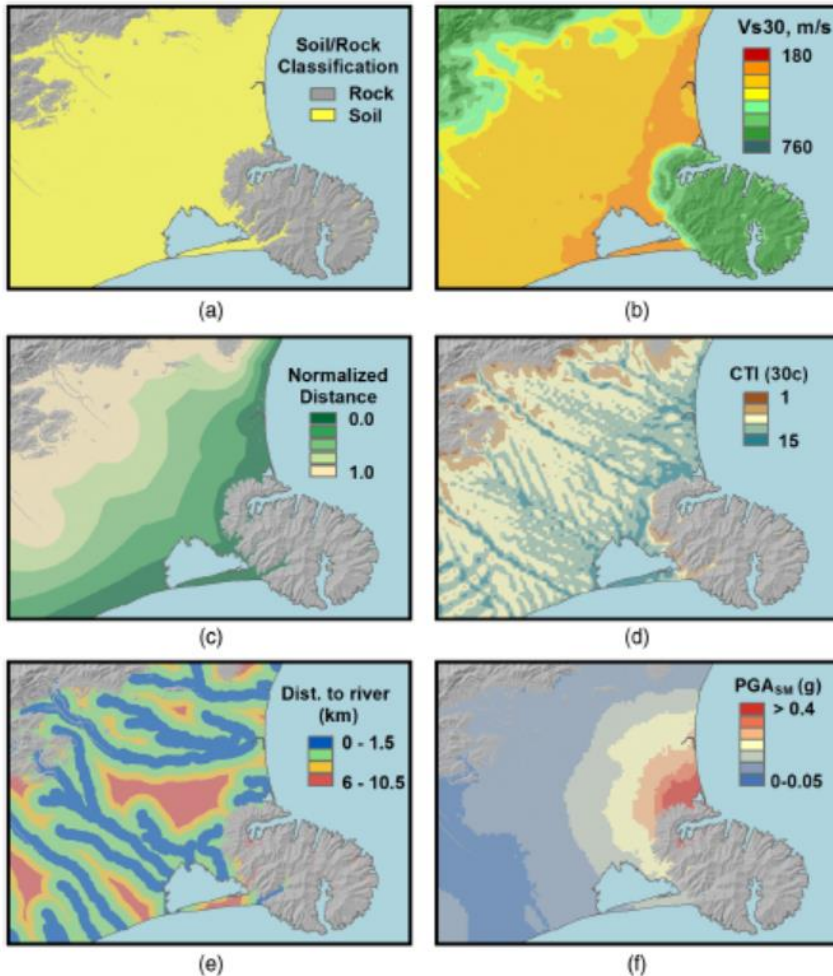 Soil/Rock
Classification
Rock
Soil
(a)
Vs30, m/s
180
760
(b)
Normalized
Distance
0.0
1.0
(c)
CTI (30c)
1
15
(d)
Dist. to river
(km)
0 - 1.5
6 - 10.5
(e)
PGASM (g)
> 0.4
0-0.05
(f)